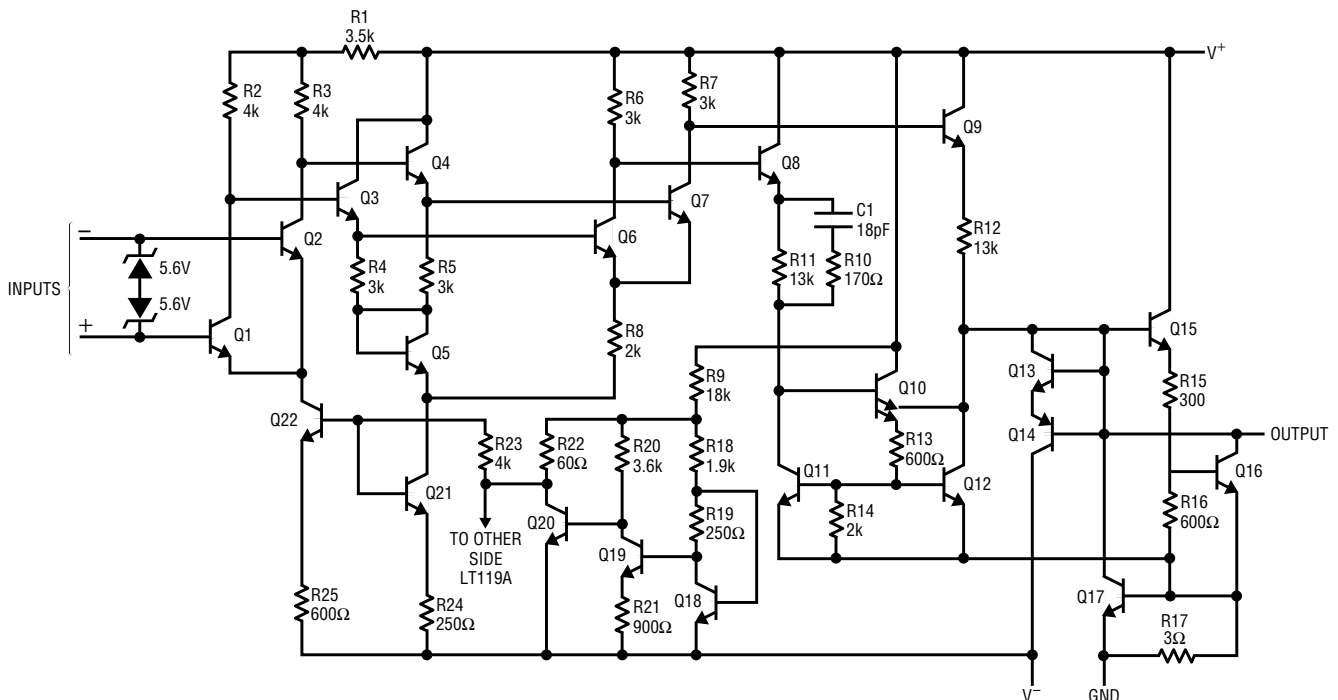 R1
3.5k
V+
R2
4k
R3
4k
R6
3k
R7
3k
Q4
Q3
Q8
Q9
Q7
C1
18pF
INPUTS
−
Q2
5.6V
5.6V
+
Q1
R4
3k
R5
3k
Q6
R11
13k
R10
170Ω
R12
13k
Q5
R8
2k
R9
18k
Q10
Q13
Q15
R15
300
Q22
R23
4k
R22
60Ω
R20
3.6k
R18
1.9k
R13
600Ω
Q14
OUTPUT
Q21
TO OTHER
SIDE
LT119A
Q20
Q19
R19
250Ω
Q11
R14
2k
Q12
Q16
R16
600Ω
R25
600Ω
R24
250Ω
R21
900Ω
Q18
Q17
R17
3Ω
V−
GND